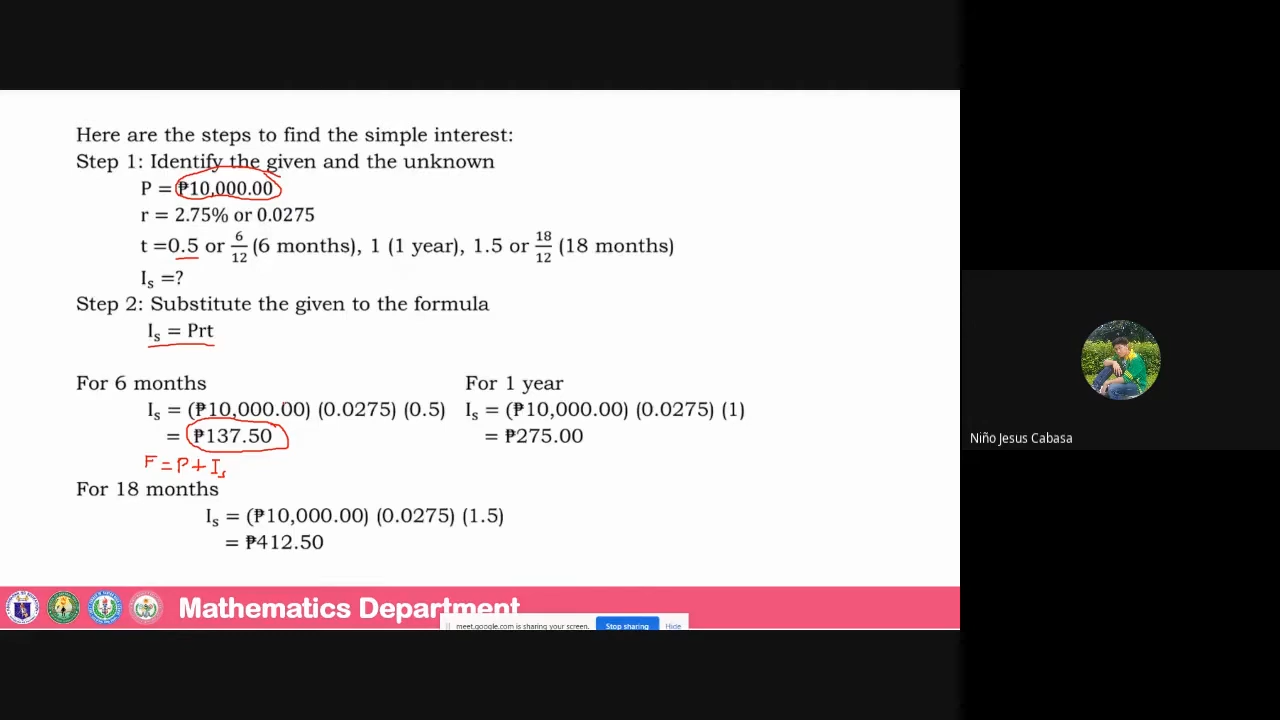 Here are the steps to find the simple interest:
Step 1: Identify the given and the unknown
P = ₱10,000.00
r = 2.75% or 0.0275
t =0.5 or 6/12 (6 months), 1 (1 year), 1.5 or 18/12 (18 months)
Is =?
Step 2: Substitute the given to the formula
Is = Prt
For 6 months
Is = (₱10,000.00) (0.0275) (0.5)
= ₱137.50
F = P + Is
For 1 year
Is = (₱10,000.00) (0.0275) (1)
= ₱275.00
For 18 months
Is = (₱10,000.00) (0.0275) (1.5)
= ₱412.50
Mathematics Department
meet.google.com is sharing your screen.
Stop sharing
Hide
Niño Jesus Cabasa